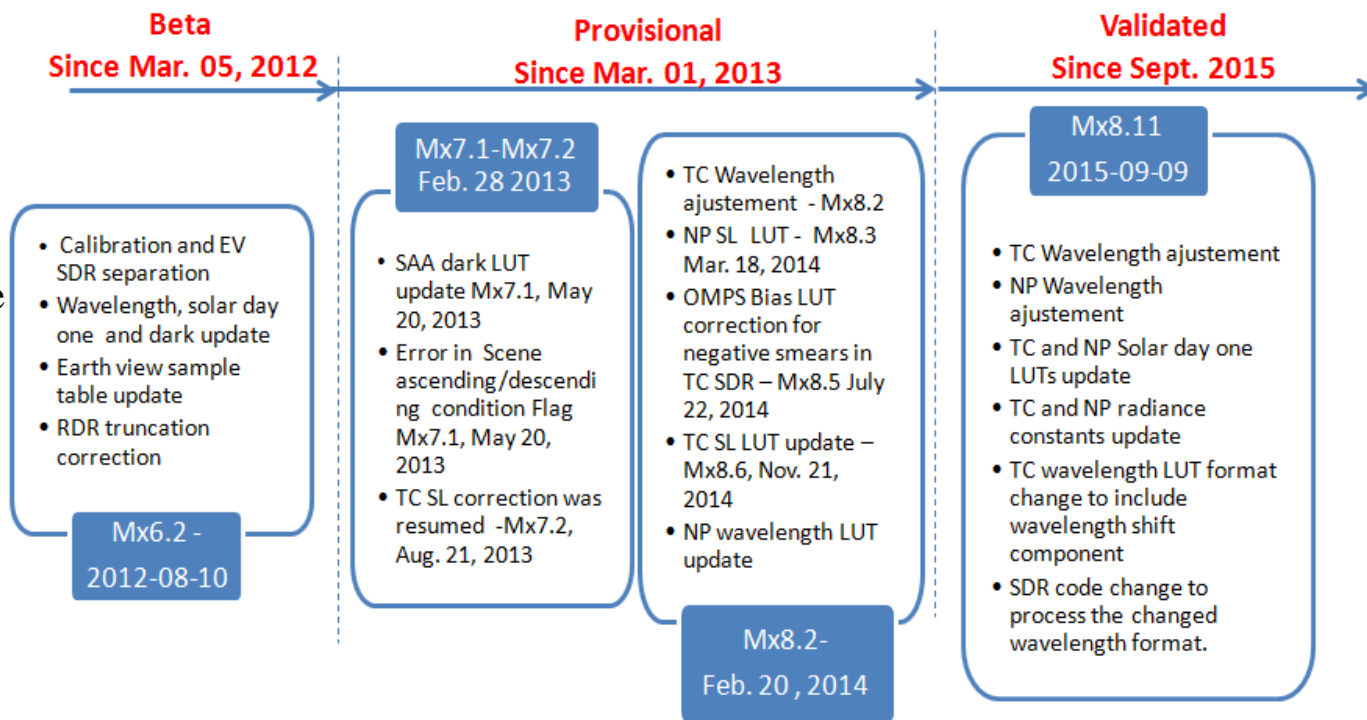 Beta
Since Mar. 05, 2012
Provisional
Since Mar. 01, 2013
Validated
Since Sept. 2015
e
• Calibration and EV
SDR separation
• Wavelength, solar day
one and dark update
• Earth view sample
table update
• RDR truncation
correction
Mx6.2 -
2012-08-10
Mx7.1-Mx7.2
Feb. 28 2013
• SAA dark LUT
update Mx7.1, May
20, 2013
• Error in Scene
ascending/descendi
ng condition Flag
Mx7.1, May 20,
2013
• TC SL correction was
resumed -Mx7.2,
Aug. 21, 2013
• TC Wavelength
ajustement - Mx8.2
• NP SL LUT - Mx8.3
Mar. 18, 2014
• OMPS Bias LUT
correction for
negative smears in
TC SDR – Mx8.5 July
22, 2014
• TC SL LUT update –
Mx8.6, Nov. 21,
2014
• NP wavelength LUT
update
Mx8.2-
Feb. 20 , 2014
Mx8.11
2015-09-09
• TC Wavelength ajustement
• NP Wavelength
ajustement
• TC and NP Solar day one
LUTs update
• TC and NP radiance
constants update
• TC wavelength LUT format
change to include
wavelength shift
component
• SDR code change to
process the changed
wavelength format.